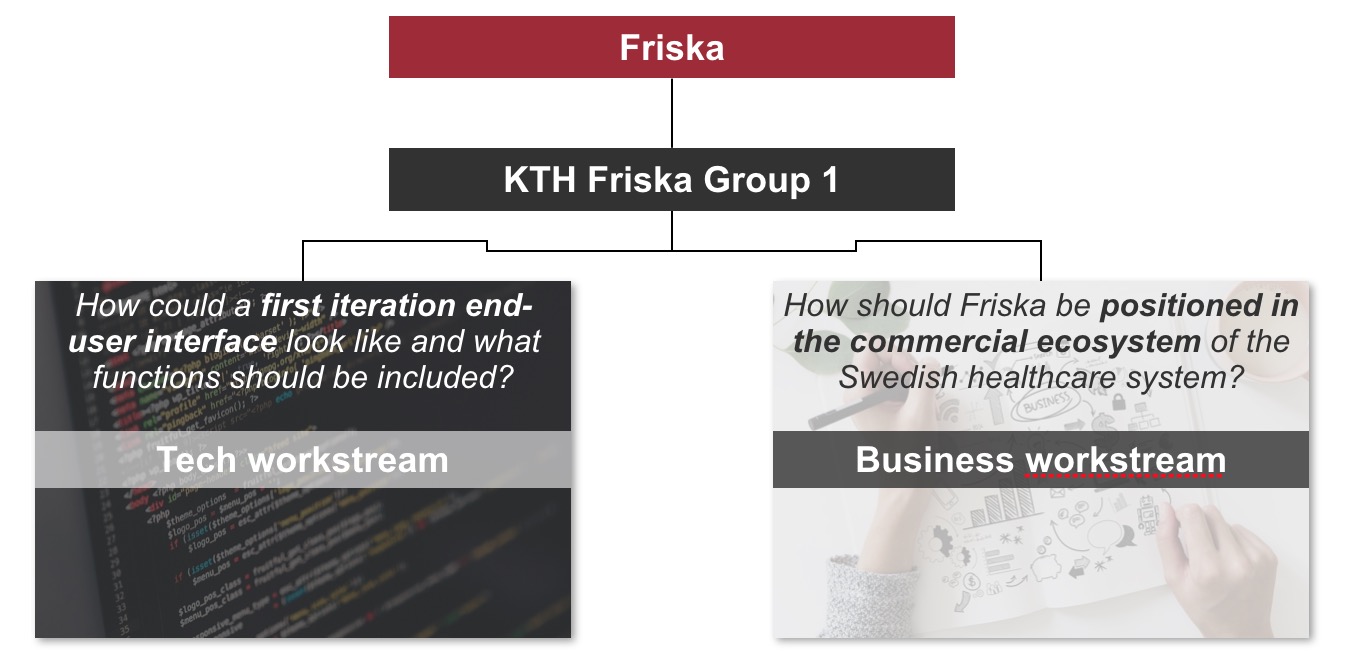 Friska
KTH Friska Group 1
How could a first iteration end-
user interface look like and what
functions should be included?
Tech workstream
How should Friska be positioned in
the commercial ecosystem of the
Swedish healthcare system?
Business workstream
BUSINESS